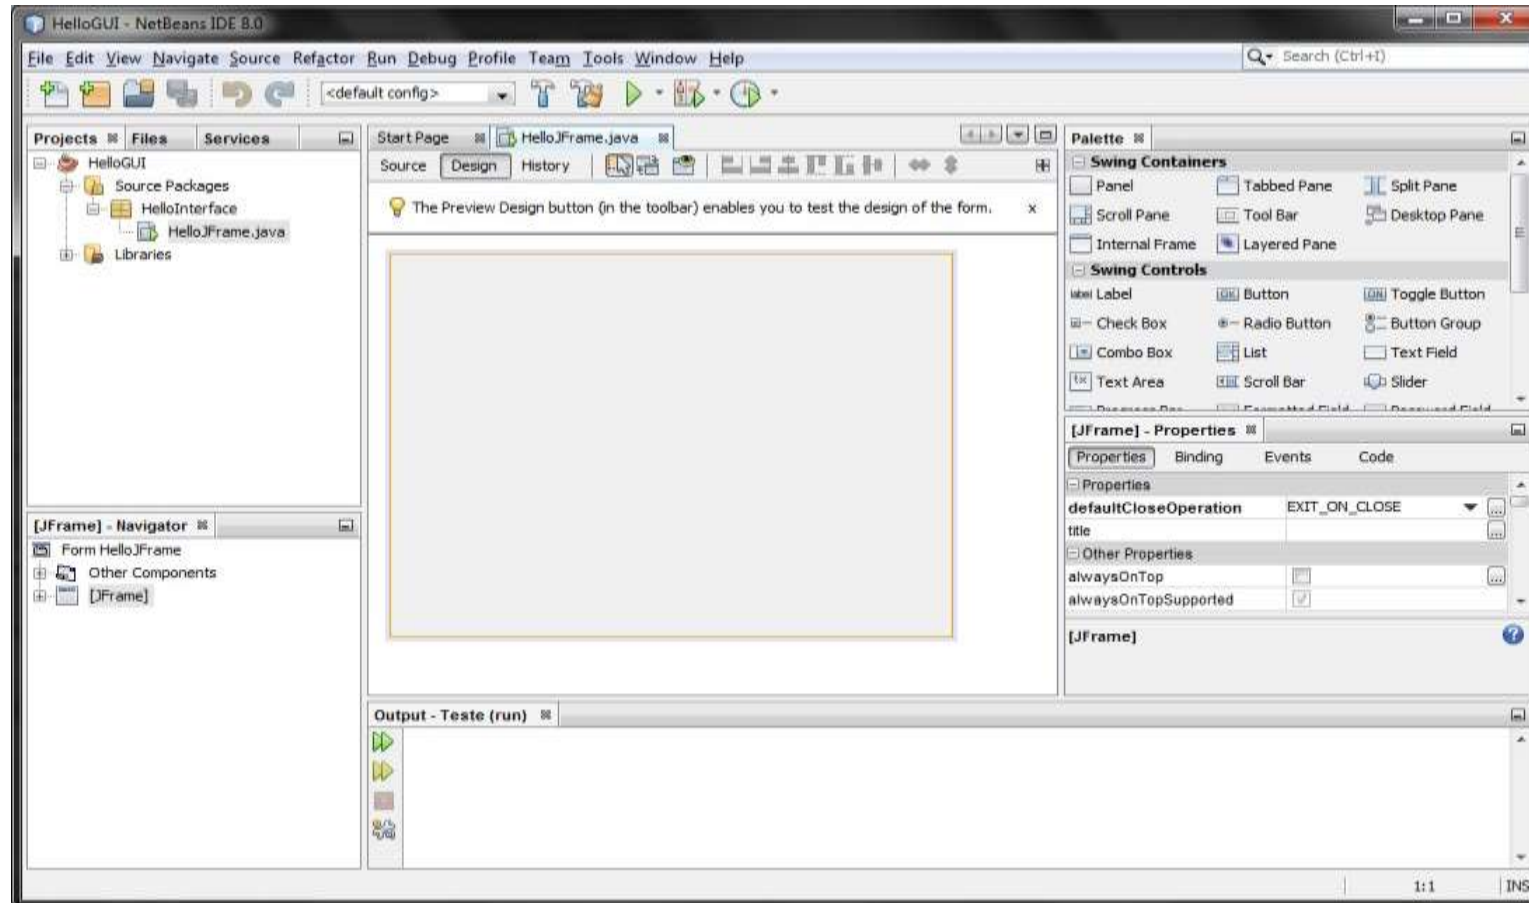 HelloGUI - NetBeans IDE 8.0
File Edit View Navigate Source Refactor Run Debug Profile Team Tools Window Help
Search (Ctrl+I)
<default config>
Projects Files Services
HelloGUI
Source Packages
HelloInterface
HelloJFrame.java
Libraries
[JFrame] - Navigator
Form HelloJFrame
Other Components
[JFrame]
Start Page HelloJFrame.java
Source Design History
The Preview Design button (in the toolbar) enables you to test the design of the form. x
Palette
Swing Containers
Panel Tabbed Pane Split Pane
Scroll Pane Tool Bar Desktop Pane
Internal Frame Layered Pane
Swing Controls
label Label OK Button ON Toggle Button
Check Box Radio Button Button Group
Combo Box List Text Field
Text Area Scroll Bar Slider
[JFrame] - Properties
Properties Binding Events Code
Properties
defaultCloseOperation EXIT_ON_CLOSE ...
title ...
Other Properties
alwaysOnTop ...
alwaysOnTopSupported
[JFrame] ?
Output - Teste (run)
1:1 INS